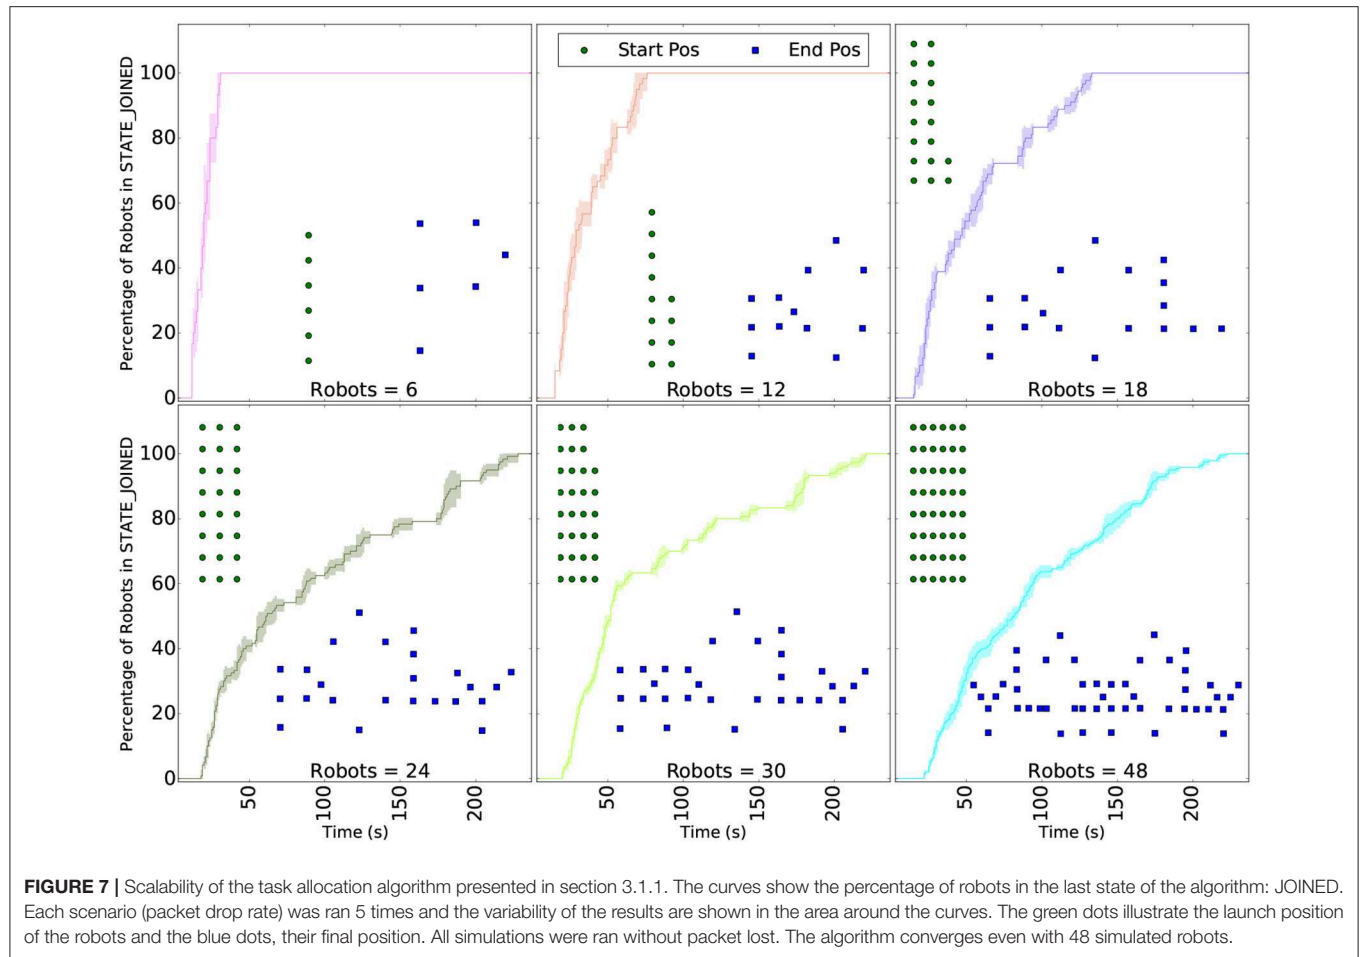 Start Pos
End Pos
Percentage of Robots in STATE_JOINED
100
80
60
40
20
0
Robots = 6
Robots = 12
Robots = 18
Percentage of Robots in STATE_JOINED
100
80
60
40
20
0
Robots = 24
Robots = 30
Robots = 48
50
100
150
200
50
100
150
200
50
100
150
200
Time (s)
Time (s)
Time (s)
FIGURE 7 | Scalability of the task allocation algorithm presented in section 3.1.1. The curves show the percentage of robots in the last state of the algorithm: JOINED.
Each scenario (packet drop rate) was ran 5 times and the variability of the results are shown in the area around the curves. The green dots illustrate the launch position
of the robots and the blue dots, their final position. All simulations were ran without packet lost. The algorithm converges even with 48 simulated robots.